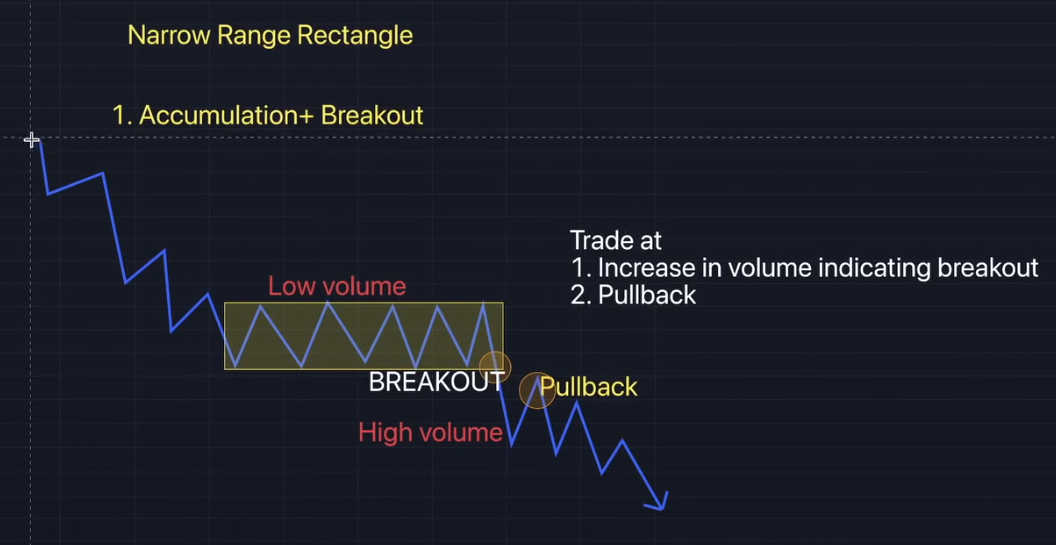 Narrow Range Rectangle
1. Accumulation+ Breakout
Trade at
1. Increase in volume indicating breakout
2. Pullback
Low volume
BREAKOUT
Pullback
High volume